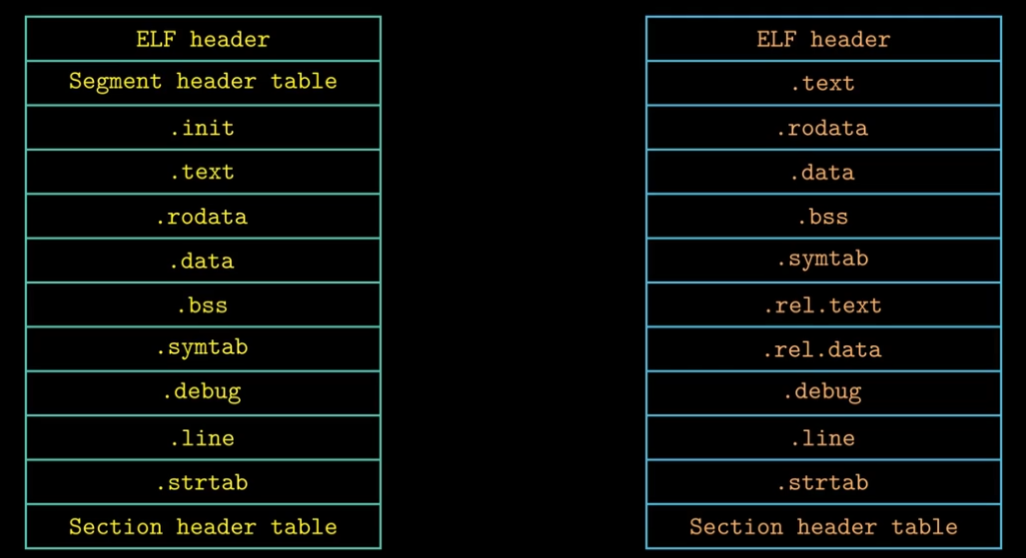 ELF header
Segment header table
.init
.text
.rodata
.data
.bss
.symtab
.debug
.line
.strtab
Section header table
ELF header
.text
.rodata
.data
.bss
.symtab
.rel.text
.rel.data
.debug
.line
.strtab
Section header table